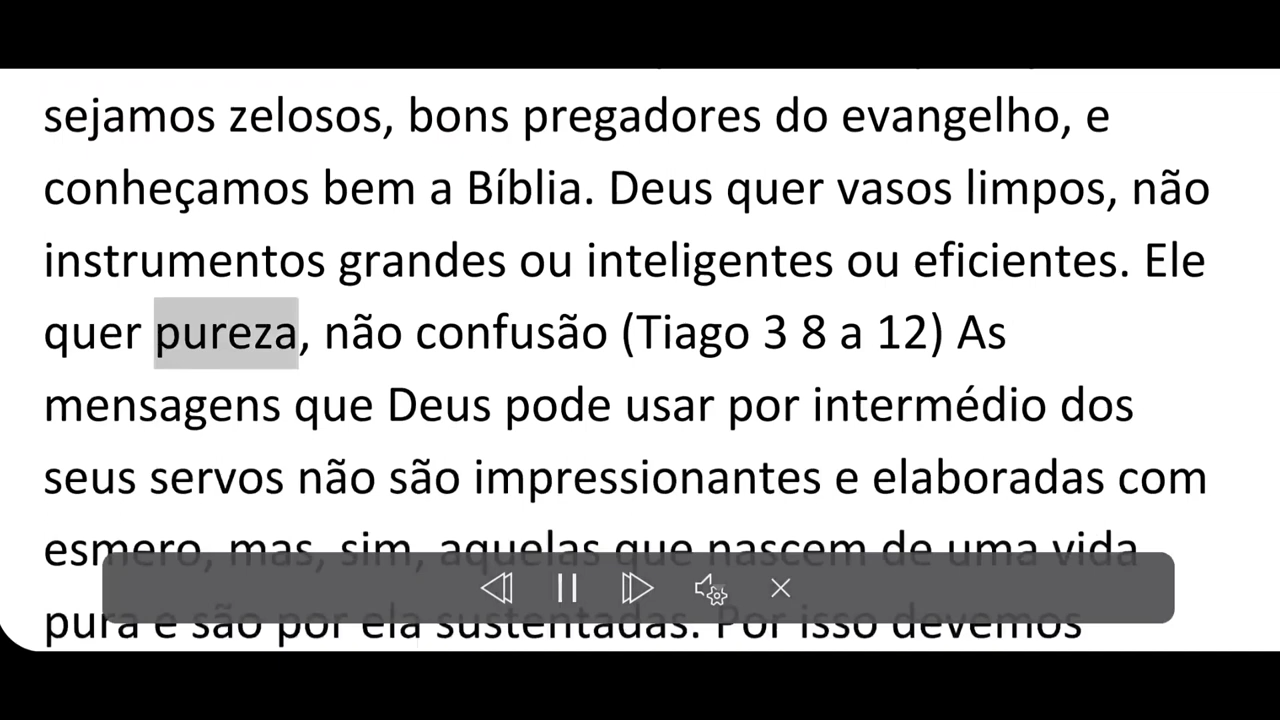 sejamos zelosos, bons pregadores do evangelho, e
conheçamos bem a Bíblia. Deus quer vasos limpos, não
instrumentos grandes ou inteligentes ou eficientes. Ele
quer pureza, não confusão (Tiago 3 8 a 12) As
mensagens que Deus pode usar por intermédio dos
seus servos não são impressionantes e elaboradas com
esmero, mas, sim, aquelas que nascem de uma vida
pura e são por ela sustentadas. Por isso devemos